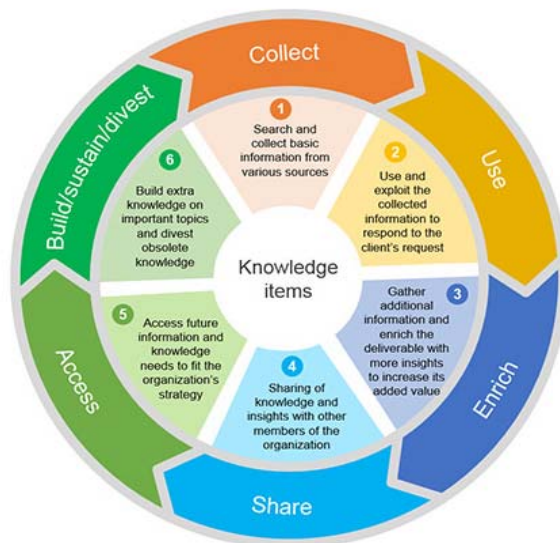 Collect
1
Search and
collect basic
information from
various sources
Use
2
Use and
exploit the
collected
information to
respond to the
client's request
Enrich
3
Gather
additional
information and
enrich the
deliverable with
more insights
to increase its
added value
Share
4
Sharing of
knowledge and
insights with other
members of the
organization
Access
5
Access future
information and
knowledge
needs to fit the
organization's
strategy
Build/sustain/divest
6
Build extra
knowledge on
important topics
and divest
obsolete
knowledge
Knowledge
items